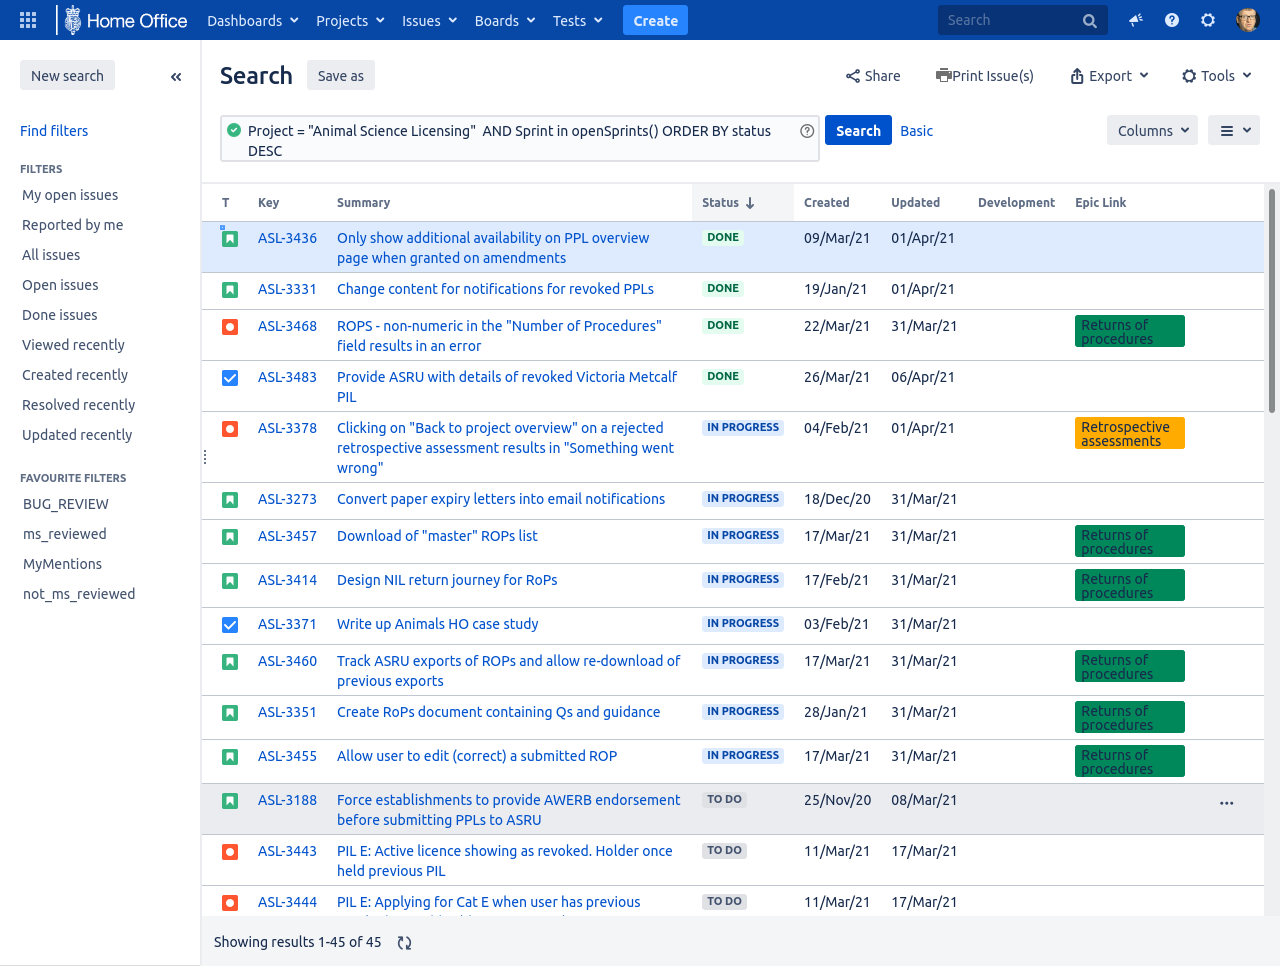 Home Office Dashboards Projects Issues Boards Tests Create Search
New search
Search Save as Share Print Issue(s) Export Tools
Find filters
Project = "Animal Science Licensing"  AND Sprint in openSprints() ORDER BY status
DESC
Search Basic Columns
FILTERS
My open issues
Reported by me
All issues
Open issues
Done issues
Viewed recently
Created recently
Resolved recently
Updated recently
FAVOURITE FILTERS
BUG_REVIEW
ms_reviewed
MyMentions
not_ms_reviewed
T Key Summary Status Created Updated Development Epic Link
ASL-3436 Only show additional availability on PPL overview DONE 09/Mar/21 01/Apr/21
page when granted on amendments
ASL-3331 Change content for notifications for revoked PPLs DONE 19/Jan/21 01/Apr/21
ASL-3468 ROPS - non-numeric in the "Number of Procedures" DONE 22/Mar/21 31/Mar/21 Returns of
field results in an error procedures
ASL-3483 Provide ASRU with details of revoked Victoria Metcalf DONE 26/Mar/21 06/Apr/21
PIL
ASL-3378 Clicking on "Back to project overview" on a rejected IN PROGRESS 04/Feb/21 01/Apr/21 Retrospective
retrospective assessment results in "Something went assessments
wrong"
ASL-3273 Convert paper expiry letters into email notifications IN PROGRESS 18/Dec/20 31/Mar/21
ASL-3457 Download of "master" ROPs list IN PROGRESS 17/Mar/21 31/Mar/21 Returns of
procedures
ASL-3414 Design NIL return journey for RoPs IN PROGRESS 17/Feb/21 31/Mar/21 Returns of
procedures
ASL-3371 Write up Animals HO case study IN PROGRESS 03/Feb/21 31/Mar/21
ASL-3460 Track ASRU exports of ROPs and allow re-download of IN PROGRESS 17/Mar/21 31/Mar/21 Returns of
previous exports procedures
ASL-3351 Create RoPs document containing Qs and guidance IN PROGRESS 28/Jan/21 31/Mar/21 Returns of
procedures
ASL-3455 Allow user to edit (correct) a submitted ROP IN PROGRESS 17/Mar/21 31/Mar/21 Returns of
procedures
ASL-3188 Force establishments to provide AWERB endorsement TO DO 25/Nov/20 08/Mar/21
before submitting PPLs to ASRU
ASL-3443 PIL E: Active licence showing as revoked. Holder once TO DO 11/Mar/21 17/Mar/21
held previous PIL
ASL-3444 PIL E: Applying for Cat E when user has previous TO DO 11/Mar/21 17/Mar/21
Showing results 1-45 of 45